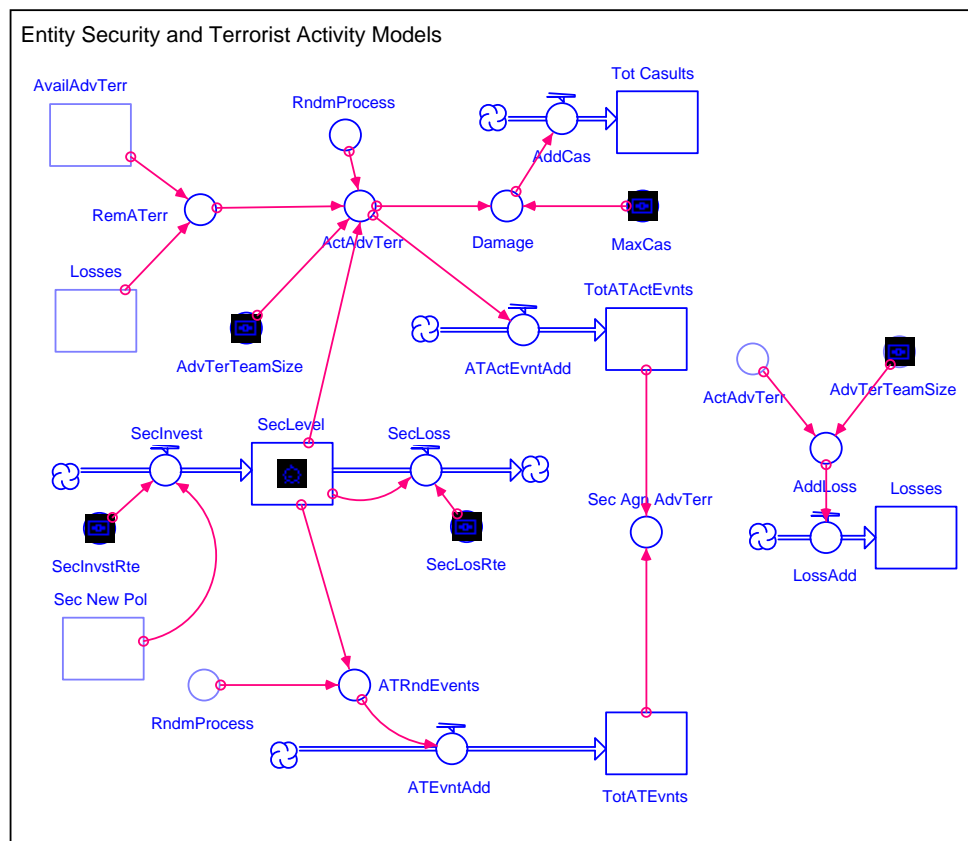 Entity Security and Terrorist Activity Models
AvailAdvTerr
RndmProcess
Tot Casults
AddCas
RemATerr
ActAdvTerr
Damage
MaxCas
Losses
TotATActEvnts
AdvTerTeamSize
ATActEvntAdd
ActAdvTerr
AdvTerTeamSize
SecInvest
SecLevel
SecLoss
AddLoss
Losses
Sec Agn AdvTerr
SecInvstRte
SecLosRte
LossAdd
Sec New Pol
ATRndEvents
RndmProcess
ATEvntAdd
TotATEvnts